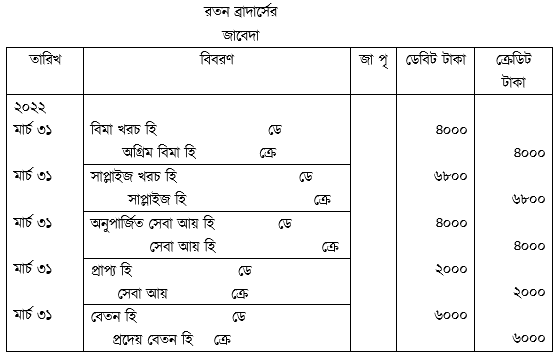 রতন ব্রাদার্সের
জাবেদা
তারিখ বিবরণ জা পৃ ডেবিট টাকা ক্রেডিট টাকা
২০২২
মার্চ ৩১ বিমা খরচ হি ডে ৪০০০
অগ্রিম বিমা হি ক্রে ৪০০০
মার্চ ৩১ সাপ্লাইজ খরচ হি ডে ৬৮০০
সাপ্লাইজ হি ক্রে ৬৮০০
মার্চ ৩১ অনুপার্জিত সেবা আয় হি ডে ৪০০০
সেবা আয় হি ক্রে ৪০০০
মার্চ ৩১ প্রাপ্য হি ডে ২০০০
সেবা আয় ক্রে ২০০০
মার্চ ৩১ বেতন হি ডে ৬০০০
প্রদেয় বেতন হি ক্রে ৬০০০